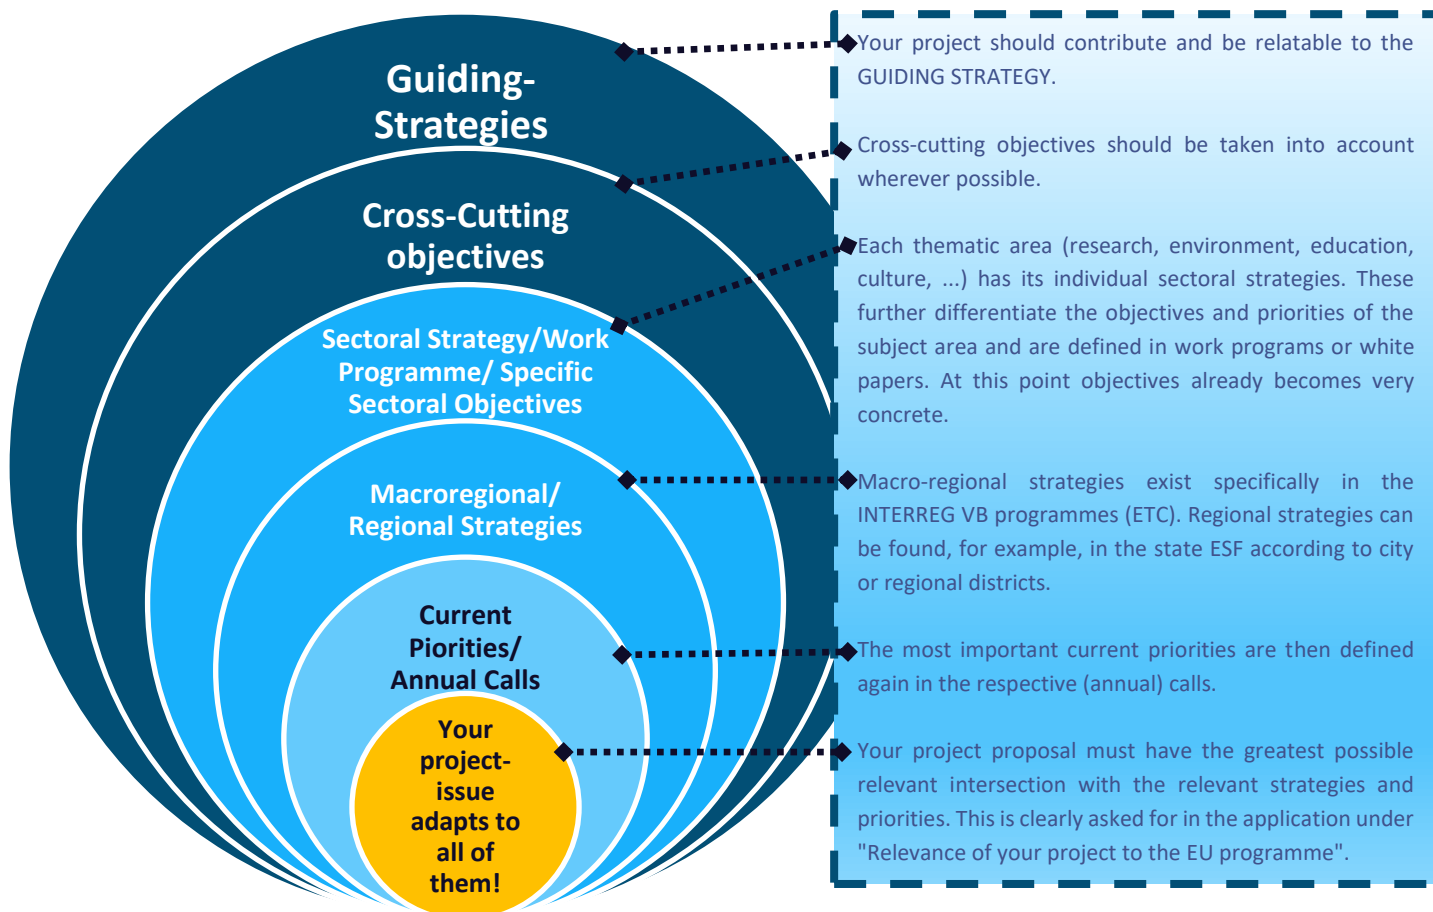 Guiding-
Strategies
Cross-Cutting
objectives
Sectoral Strategy/Work
Programme/ Specific
Sectoral Objectives
Macroregional/
Regional Strategies
Current
Piorities/
Annual Calls
Your
project-
issue
adapts to
all of
them!
Your project should contribute and be relatable to the
GUIDING STRATEGY.
Cross-cutting objectives should be taken into account
wherever possible.
Each thematic area (research, environment, education,
culture, ...) has its individual sectoral strategies. These
further differentiate the objectives and priorities of the
subject area and are defined in work programs or white
papers. At this point objectives already becomes very
concrete.
Macro-regional strategies exist specifically in the
INTERREG VB programmes (ETC). Regional strategies can
be found, for example, in the state ESF according to city
or regional districts.
The most important current priorities are then defined
again in the respective (annual) calls.
Your project proposal must have the greatest possible
relevant intersection with the relevant strategies and
priorities. This is clearly asked for in the application under
"Relevance of your project to the EU programme".